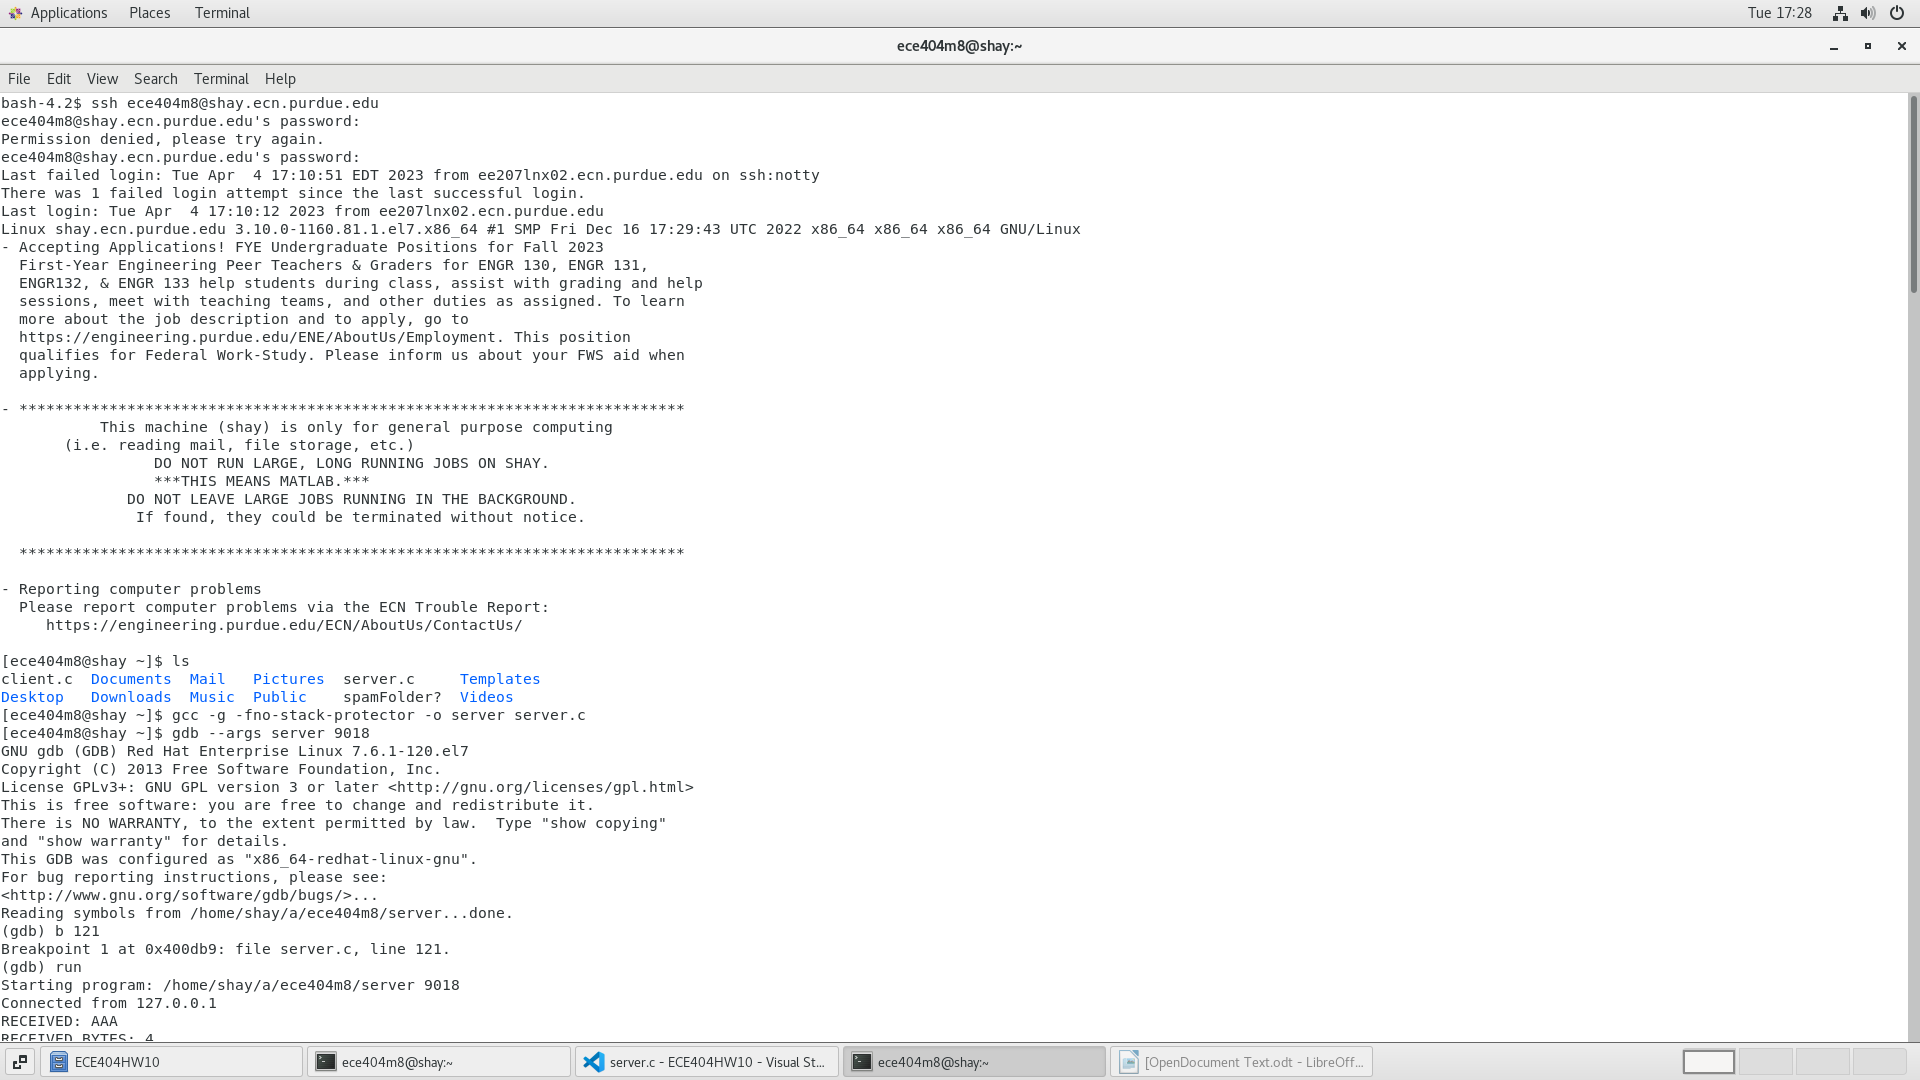 Applications Places Terminal Tue 17:28
ece404m8@shay:~
File Edit View Search Terminal Help
bash-4.2$ ssh ece404m8@shay.ecn.purdue.edu
ece404m8@shay.ecn.purdue.edu's password:
Permission denied, please try again.
ece404m8@shay.ecn.purdue.edu's password:
Last failed login: Tue Apr  4 17:10:51 EDT 2023 from ee207lnx02.ecn.purdue.edu on ssh:notty
There was 1 failed login attempt since the last successful login.
Last login: Tue Apr  4 17:10:12 2023 from ee207lnx02.ecn.purdue.edu
Linux shay.ecn.purdue.edu 3.10.0-1160.81.1.el7.x86_64 #1 SMP Fri Dec 16 17:29:43 UTC 2022 x86_64 x86_64 x86_64 GNU/Linux
- Accepting Applications! FYE Undergraduate Positions for Fall 2023
  First-Year Engineering Peer Teachers & Graders for ENGR 130, ENGR 131,
  ENGR132, & ENGR 133 help students during class, assist with grading and help
  sessions, meet with teaching teams, and other duties as assigned. To learn
  more about the job description and to apply, go to
  https://engineering.purdue.edu/ENE/AboutUs/Employment. This position
  qualifies for Federal Work-Study. Please inform us about your FWS aid when
  applying.
- **************************************************************************
           This machine (shay) is only for general purpose computing
       (i.e. reading mail, file storage, etc.)
                 DO NOT RUN LARGE, LONG RUNNING JOBS ON SHAY.
                 ***THIS MEANS MATLAB.***
              DO NOT LEAVE LARGE JOBS RUNNING IN THE BACKGROUND.
               If found, they could be terminated without notice.
  **************************************************************************
- Reporting computer problems
  Please report computer problems via the ECN Trouble Report:
     https://engineering.purdue.edu/ECN/AboutUs/ContactUs/
[ece404m8@shay ~]$ ls
client.c  Documents  Mail   Pictures  server.c     Templates
Desktop   Downloads  Music  Public    spamFolder?  Videos
[ece404m8@shay ~]$ gcc -g -fno-stack-protector -o server server.c
[ece404m8@shay ~]$ gdb --args server 9018
GNU gdb (GDB) Red Hat Enterprise Linux 7.6.1-120.el7
Copyright (C) 2013 Free Software Foundation, Inc.
License GPLv3+: GNU GPL version 3 or later <http://gnu.org/licenses/gpl.html>
This is free software: you are free to change and redistribute it.
There is NO WARRANTY, to the extent permitted by law.  Type "show copying"
and "show warranty" for details.
This GDB was configured as "x86_64-redhat-linux-gnu".
For bug reporting instructions, please see:
<http://www.gnu.org/software/gdb/bugs/>...
Reading symbols from /home/shay/a/ece404m8/server...done.
(gdb) b 121
Breakpoint 1 at 0x400db9: file server.c, line 121.
(gdb) run
Starting program: /home/shay/a/ece404m8/server 9018
Connected from 127.0.0.1
RECEIVED: AAA
RECEIVED BYTES: 4
ECE404HW10 ece404m8@shay:~ server.c - ECE404HW10 - Visual St... ece404m8@shay:~ [OpenDocument Text.odt - LibreOff...